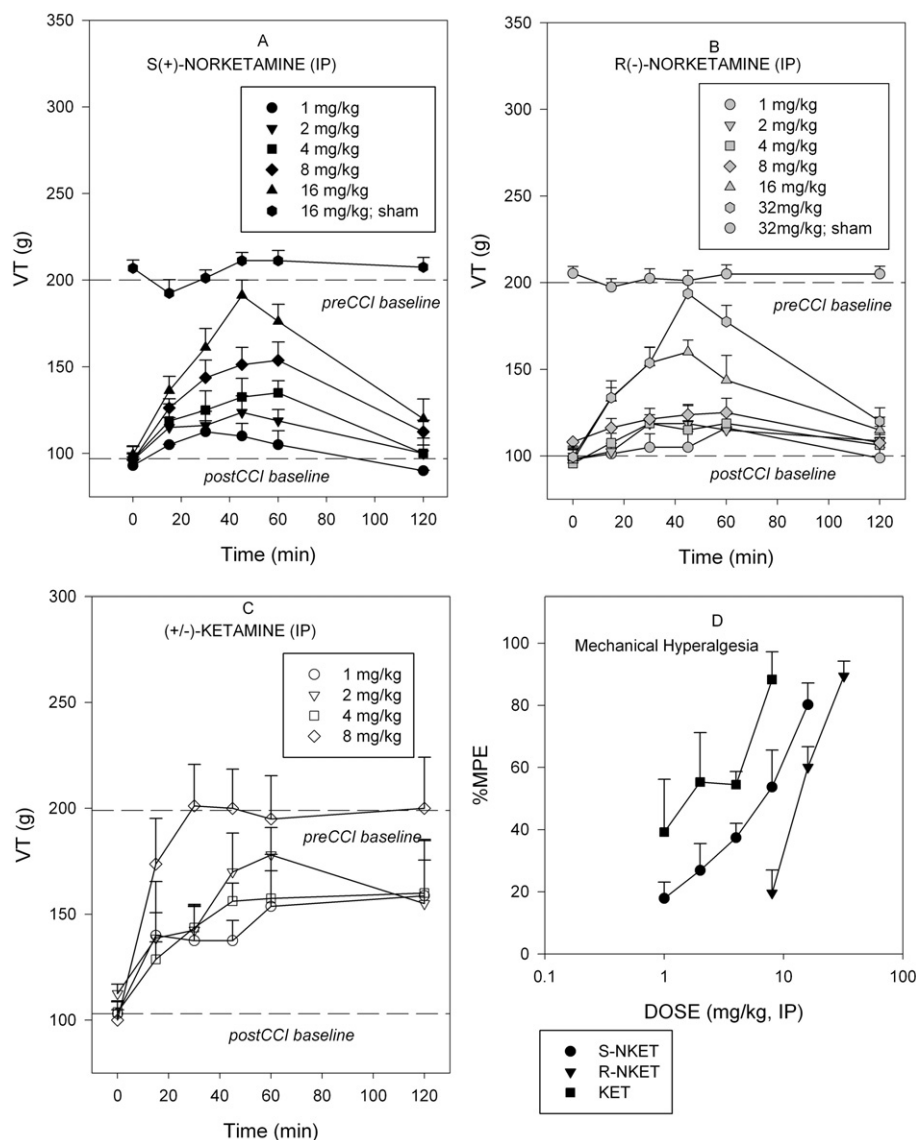 A
S(+)-NORKETAMINE (IP)
350
300
250
200
150
100
VT (g)
1 mg/kg
2 mg/kg
4 mg/kg
8 mg/kg
16 mg/kg
16 mg/kg; sham
preCCI baseline
postCCI baseline
0 20 40 60 80 100 120
Time (min)
B
R(-)-NORKETAMINE (IP)
350
300
250
200
150
100
VT (g)
1 mg/kg
2 mg/kg
4 mg/kg
8 mg/kg
16 mg/kg
32mg/kg
32mg/kg; sham
preCCI baseline
postCCI baseline
0 20 40 60 80 100 120
Time (min)
C
(+/-)-KETAMINE (IP)
300
250
200
150
100
VT (g)
1 mg/kg
2 mg/kg
4 mg/kg
8 mg/kg
preCCI baseline
postCCI baseline
0 20 40 60 80 100 120
Time (min)
D
Mechanical Hyperalgesia
100
80
60
40
20
0
%MPE
0.1 1 10 100
DOSE (mg/kg, IP)
S-NKET
R-NKET
KET